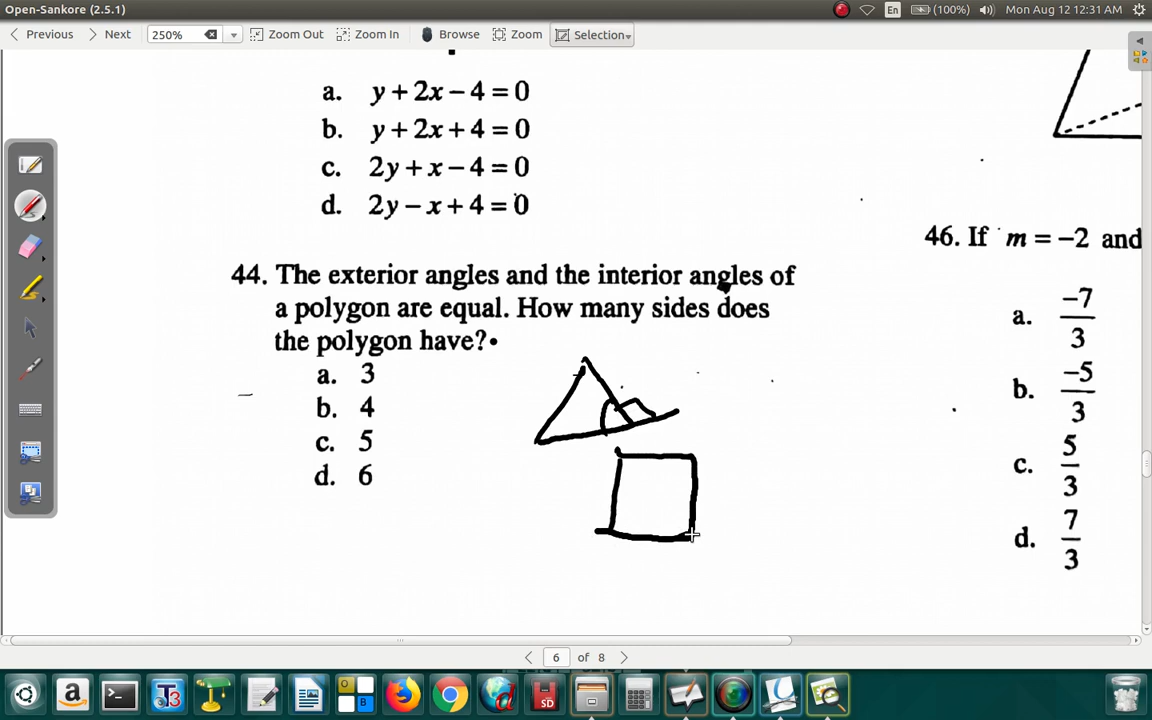 Open-Sankore (2.5.1)
En (100%) Mon Aug 12 12:31 AM
Previous Next 250% Zoom Out Zoom In Browse Zoom Selection
a. y + 2x − 4 = 0
b. y + 2x + 4 = 0
c. 2y + x − 4 = 0
d. 2y − x + 4 = 0
44. The exterior angles and the interior angles of
a polygon are equal. How many sides does
the polygon have?
a. 3
b. 4
c. 5
d. 6
46. If m = −2 and
a. −7
3
b. −5
3
c. 5
3
d. 7
3
6 of 8
SD